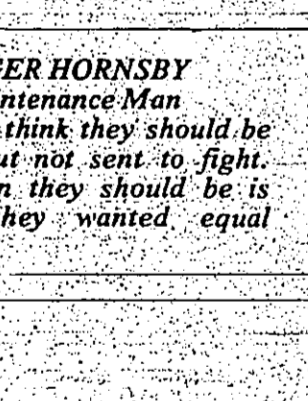 GER HORNSBY
ntenance Man
think they should be
ut not sent to fight.
n they should be is
hey wanted equal